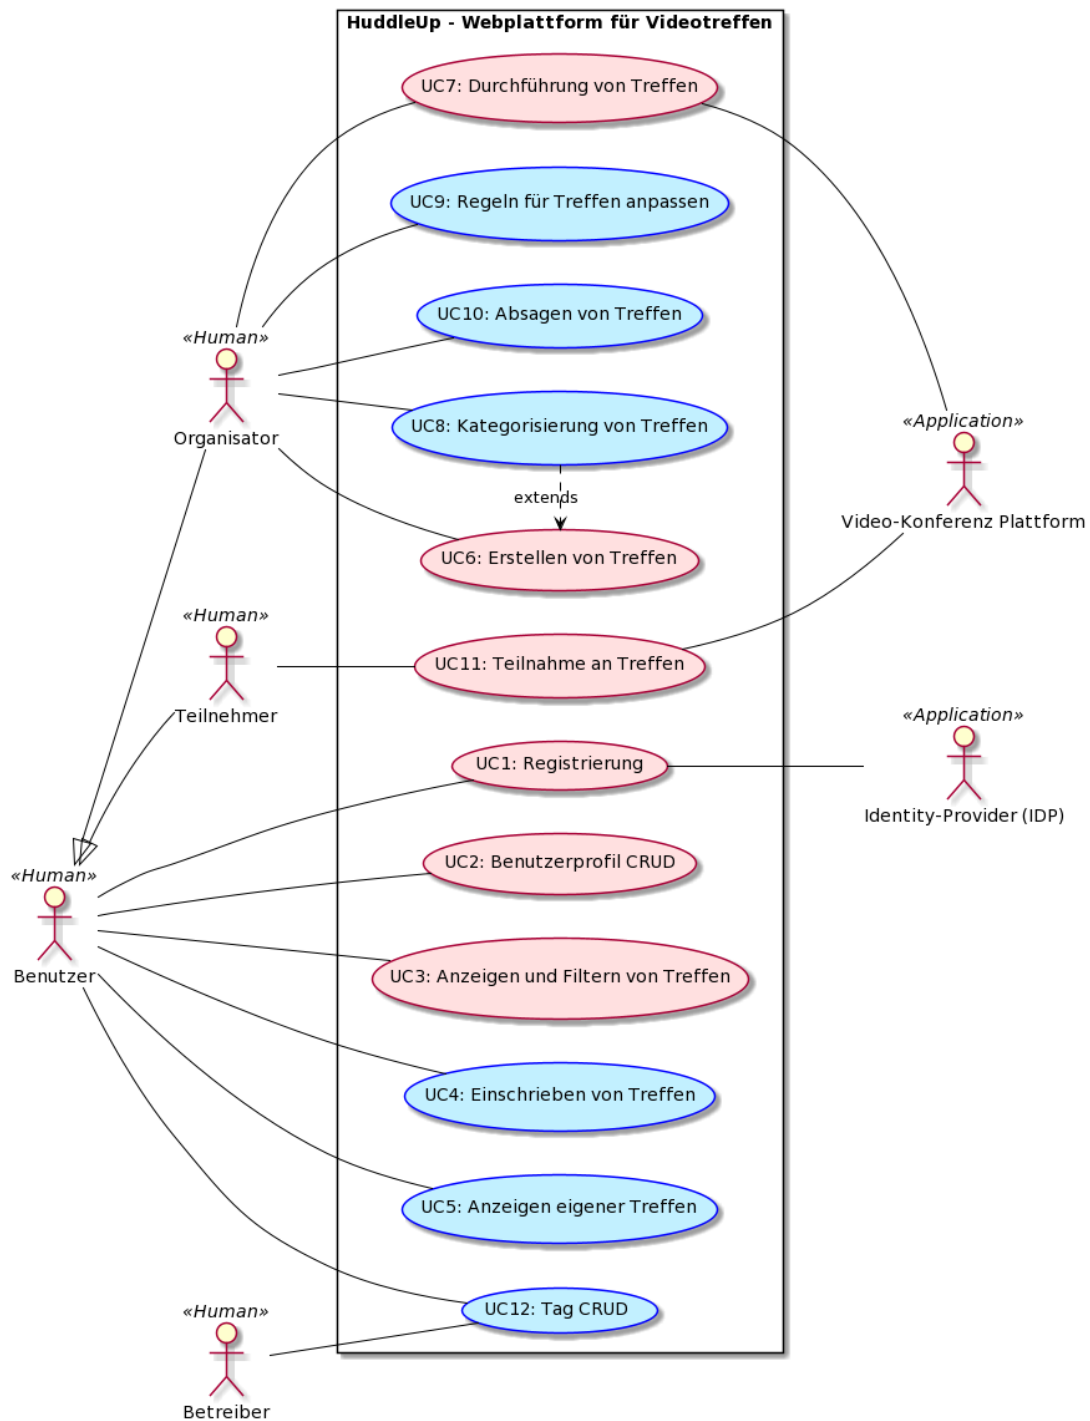 HuddleUp - Webplattform für Videotreffen
UC7: Durchführung von Treffen
UC9: Regeln für Treffen anpassen
UC10: Absagen von Treffen
«Human»
Organisator
UC8: Kategorisierung von Treffen
«Application»
Video-Konferenz Plattform
extends
UC6: Erstellen von Treffen
«Human»
Teilnehmer
UC11: Teilnahme an Treffen
«Application»
Identity-Provider (IDP)
UC1: Registrierung
UC2: Benutzerprofil CRUD
«Human»
Benutzer
UC3: Anzeigen und Filtern von Treffen
UC4: Einschrieben von Treffen
UC5: Anzeigen eigener Treffen
UC12: Tag CRUD
«Human»
Betreiber